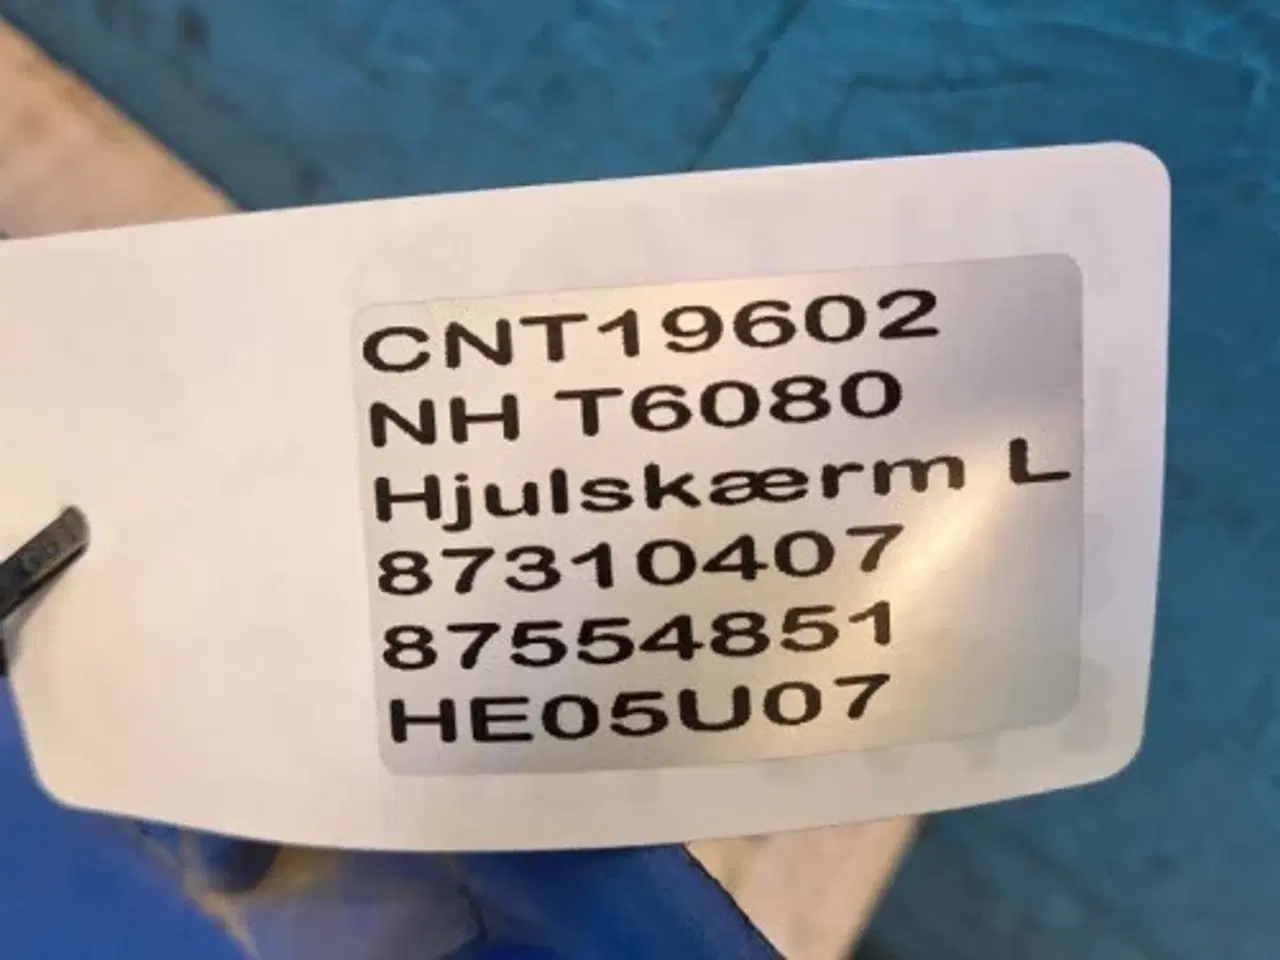 CNT19602
NH T6080
Hjulskærm L
87310407
87554851
HE05U07